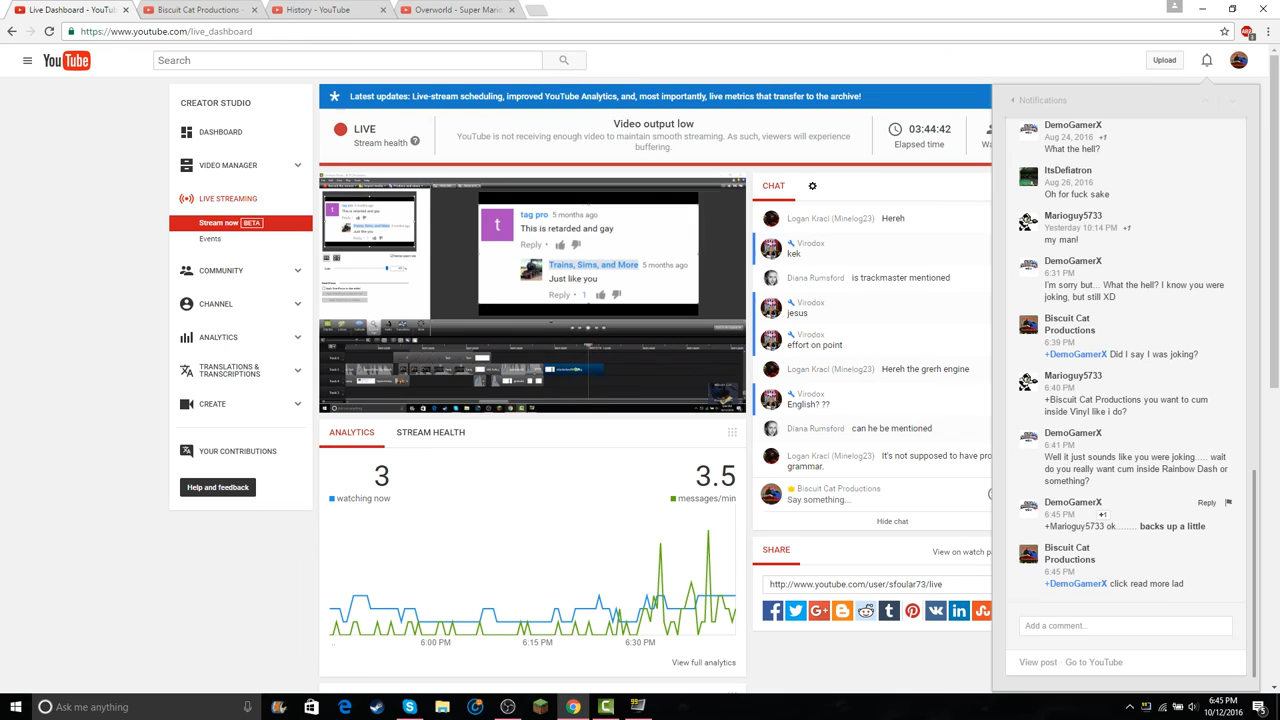 Live Dashboard - YouTub
Biscuit Cat Productions -
History - YouTube
Overworld - Super Mario
https://www.youtube.com/live_dashboard
YouTube
Search
Upload
CREATOR STUDIO
DASHBOARD
VIDEO MANAGER
LIVE STREAMING
Stream now BETA
Events
COMMUNITY
CHANNEL
ANALYTICS
TRANSLATIONS &
TRANSCRIPTIONS
CREATE
YOUR CONTRIBUTIONS
Help and feedback
Latest updates: Live-stream scheduling, improved YouTube Analytics, and, most importantly, live metrics that transfer to the archive!
LIVE
Stream health
Video output low
YouTube is not receiving enough video to maintain smooth streaming. As such, viewers will experience
buffering.
03:44:42
Elapsed time
Wa
t
tag pro 5 months ago
This is retarded and gay
Reply
Trains, Sims, and More 5 months ago
Just like you
Reply 1
ANALYTICS
STREAM HEALTH
3
watching now
3.5
messages/min
6:00 PM
6:15 PM
6:30 PM
View full analytics
CHAT
Logan Kracl (Minelog23) Hereh
Virodox
kek
Diana Rumsford is trackmaster mentioned
Virodox
jesus
Virodox
effort on point
Logan Kracl (Minelog23) Hereh the grerh engine
Virodox
English? ??
Diana Rumsford can he be mentioned
Logan Kracl (Minelog23) It's not supposed to have pro
grammar.
Biscuit Cat Productions
Say something...
Hide chat
SHARE
View on watch p
http://www.youtube.com/user/sfoular73/live
Notifications
DemoGamerX
Aug 24, 2016 +1
What the hell?
ItsDefiatron
Aug 26, 2016
Oh for fuck sake
Marioguy5733
Yesterday 10:14 PM +1
my man!
DemoGamerX
6:31 PM
I'm sorry but... What the hell? I know you were
joking, but still XD
Biscuit Cat
Productions
6:39 PM
+DemoGamerX Did I say I was joking?
Marioguy5733
6:40 PM
+Biscuit Cat Productions you want to cum
inside Vinyl like i do?
DemoGamerX
6:41 PM
Well it just sounds like you were joking..... wait
do you really want cum inside Rainbow Dash or
something?
DemoGamerX
Reply
6:45 PM +1
+Marioguy5733 ok........ backs up a little
Biscuit Cat
Productions
6:45 PM
+DemoGamerX click read more lad
Add a comment...
View post · Go to YouTube
Ask me anything
6:45 PM
10/12/2016